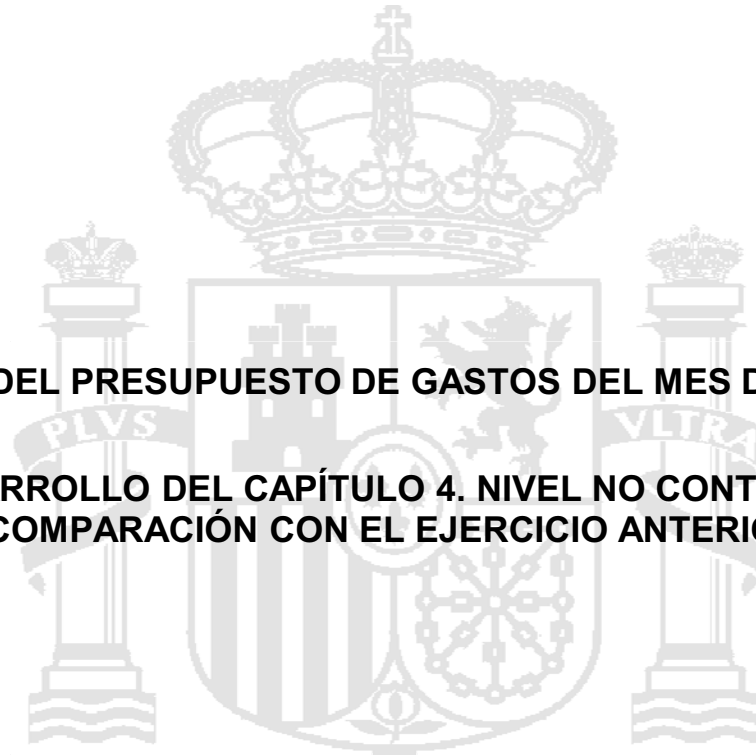 DEL PRESUPUESTO DE GASTOS DEL MES D
PLVS
VLTRA
RROLLO DEL CAPÍTULO 4. NIVEL NO CONT
COMPARACIÓN CON EL EJERCICIO ANTERI